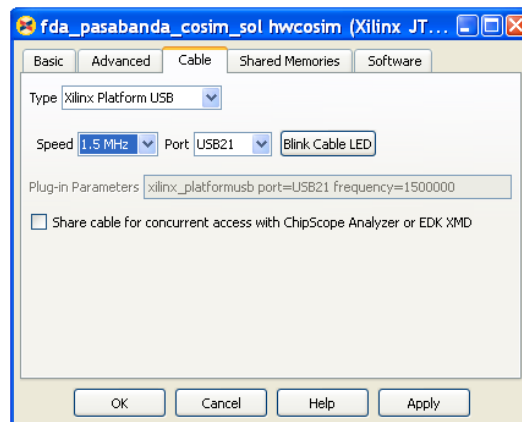 fda_pasabanda_cosim_sol hwcosim (Xilinx JT...
Basic Advanced Cable Shared Memories Software
Type Xilinx Platform USB
Speed 1.5 MHz Port USB21 Blink Cable LED
Plug-in Parameters xilinx_platformusb port=USB21 frequency=1500000
Share cable for concurrent access with ChipScope Analyzer or EDK XMD
OK Cancel Help Apply